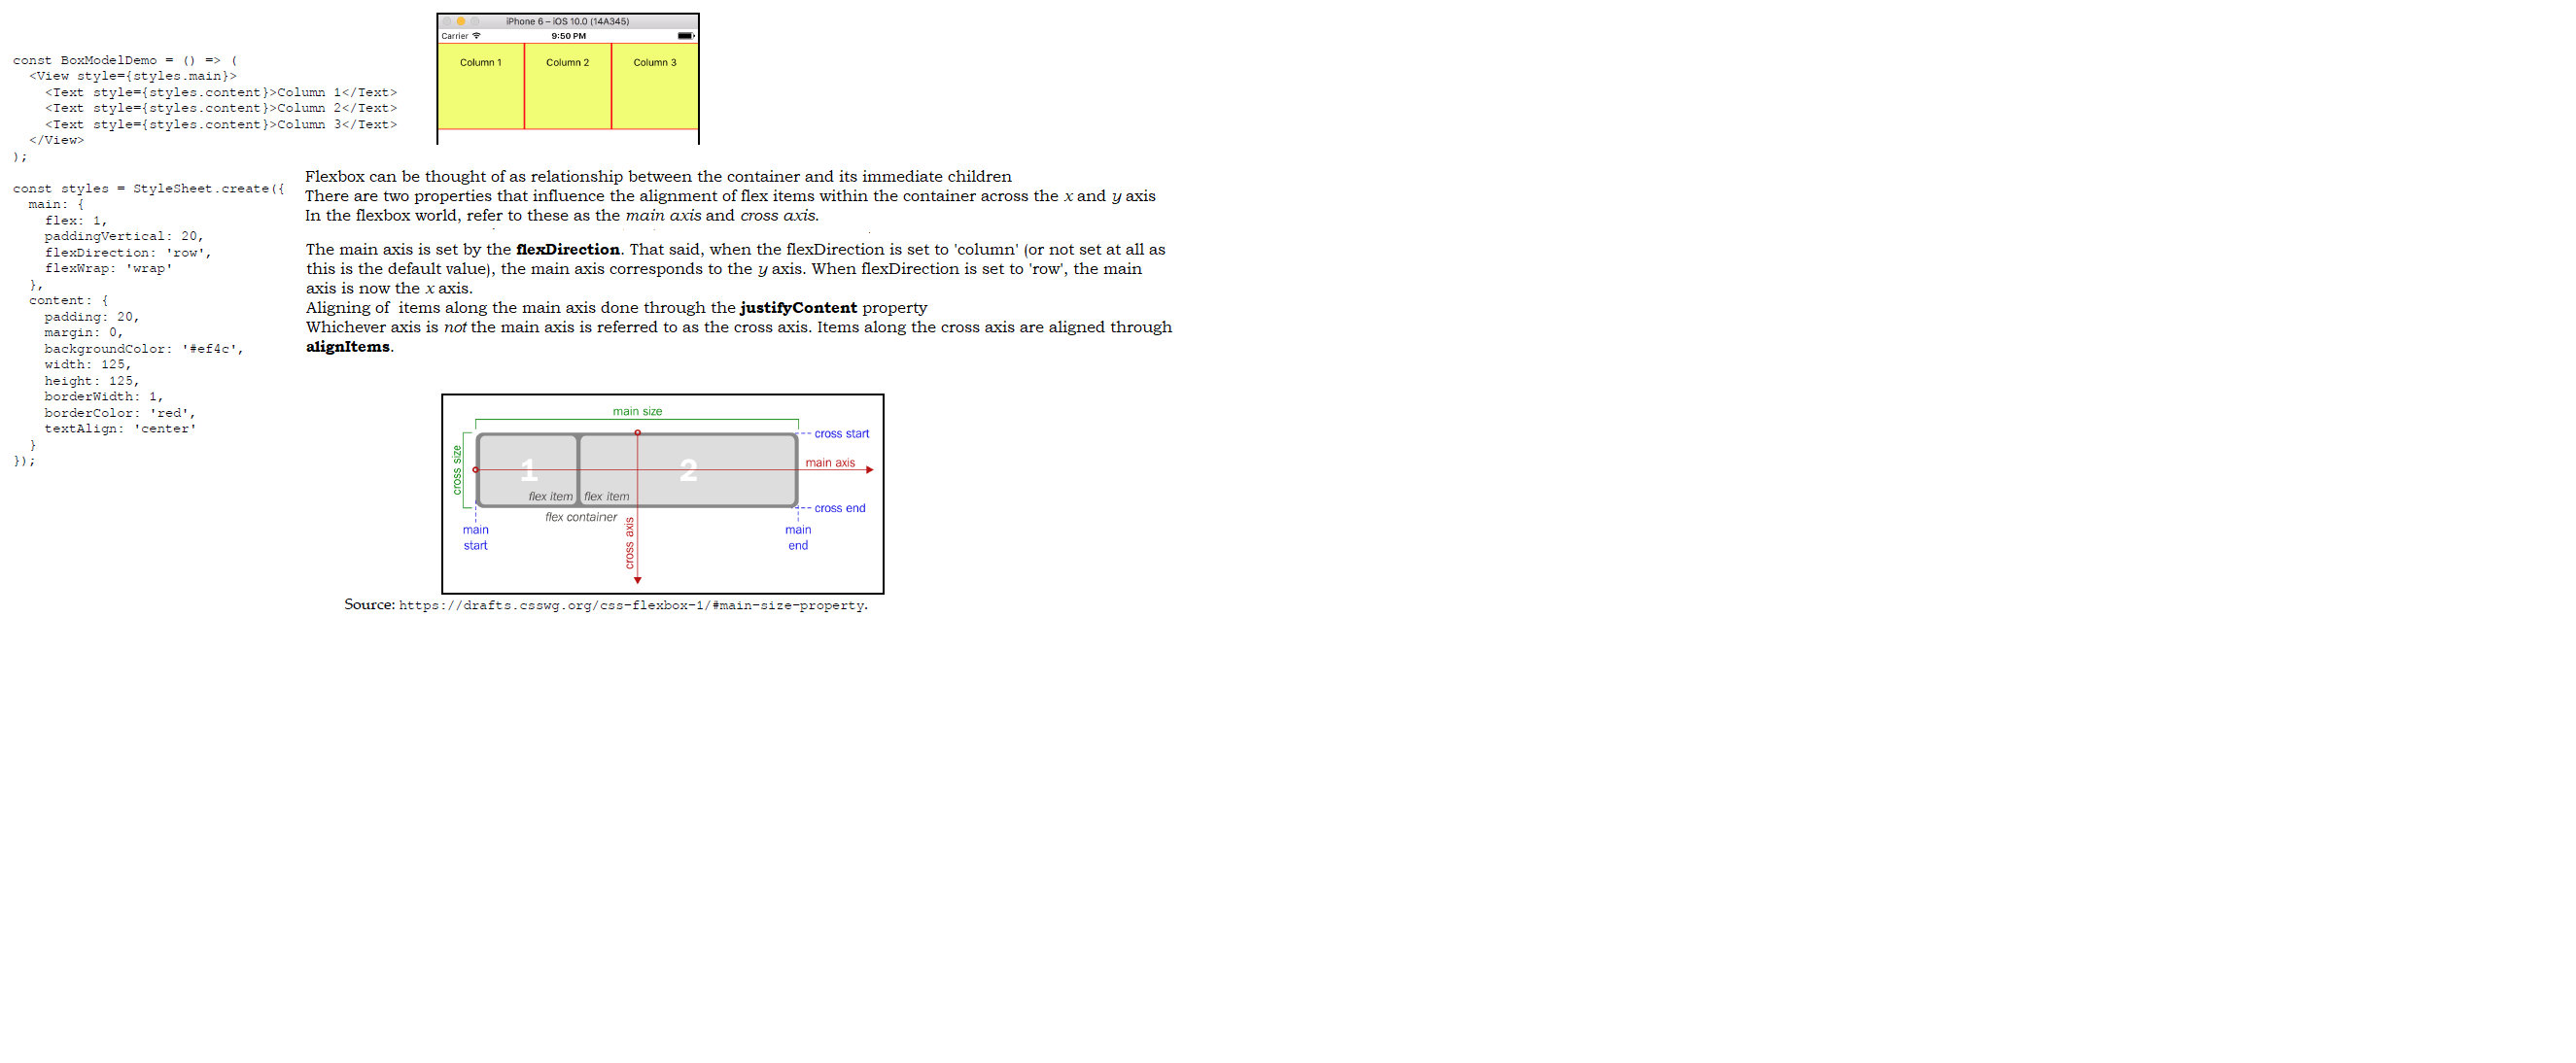 const BoxModelDemo = () => (
  <View style={styles.main}>
    <Text style={styles.content}>Column 1</Text>
    <Text style={styles.content}>Column 2</Text>
    <Text style={styles.content}>Column 3</Text>
  </View>
);
const styles = StyleSheet.create({
  main: {
    flex: 1,
    paddingVertical: 20,
    flexDirection: 'row',
    flexWrap: 'wrap'
  },
  content: {
    padding: 20,
    margin: 0,
    backgroundColor: '#ef4c',
    width: 125,
    height: 125,
    borderWidth: 1,
    borderColor: 'red',
    textAlign: 'center'
  }
});
iPhone 6 – iOS 10.0 (14A345)
Carrier 9:50 PM
Column 1 Column 2 Column 3
Flexbox can be thought of as relationship between the container and its immediate children
There are two properties that influence the alignment of flex items within the container across the x and y axis
In the flexbox world, refer to these as the main axis and cross axis.
The main axis is set by the flexDirection. That said, when the flexDirection is set to 'column' (or not set at all as
this is the default value), the main axis corresponds to the y axis. When flexDirection is set to 'row', the main
axis is now the x axis.
Aligning of  items along the main axis done through the justifyContent property
Whichever axis is not the main axis is referred to as the cross axis. Items along the cross axis are aligned through
alignItems.
main size
cross start
cross size
main axis
1 2
flex item flex item
cross end
flex container
cross axis
main
start
main
end
Source: https://drafts.csswg.org/css-flexbox-1/#main-size-property.